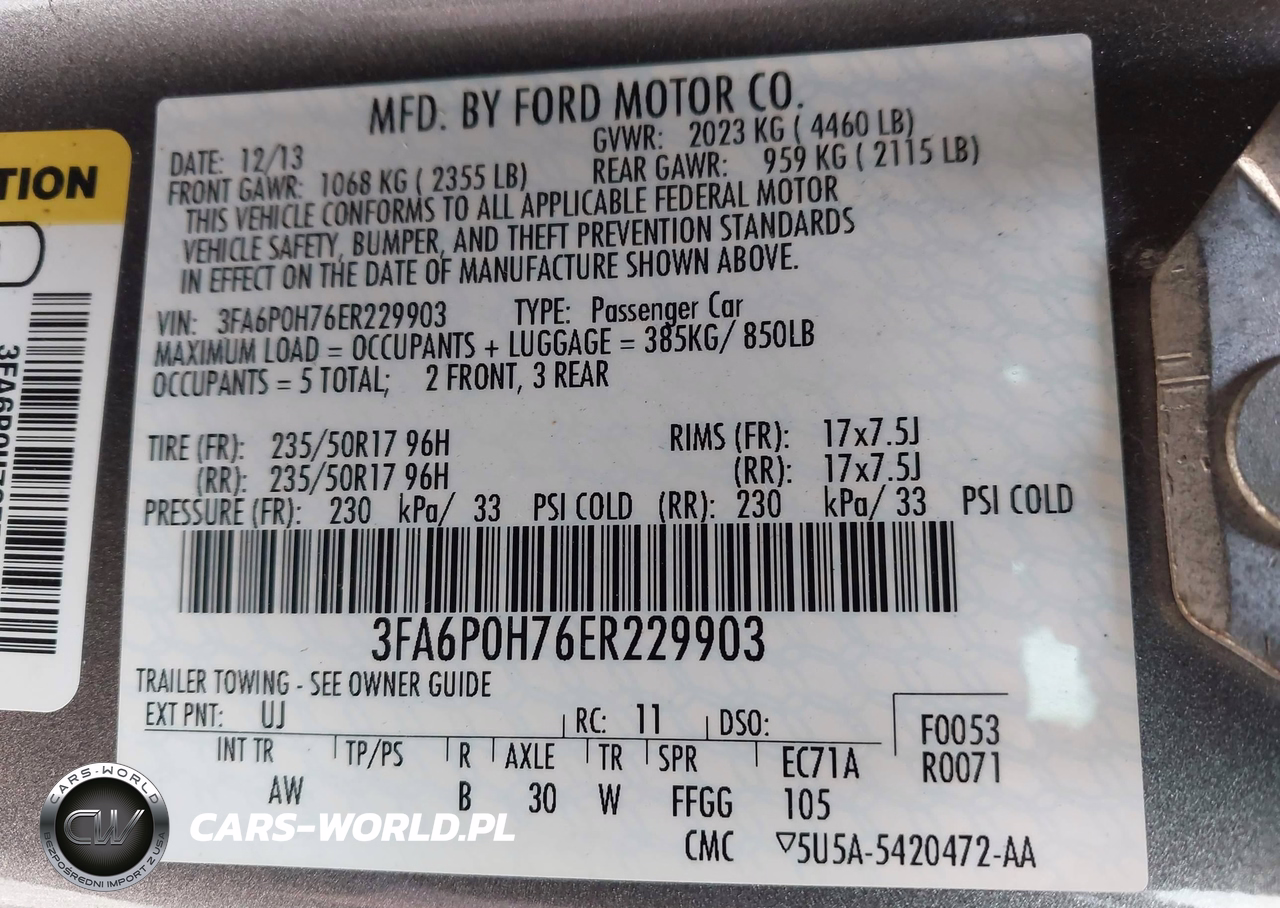 MFD. BY FORD MOTOR CO.
DATE: 12/13
GVWR: 2023 KG ( 4460 LB)
FRONT GAWR: 1068 KG ( 2355 LB)
REAR GAWR: 959 KG ( 2115 LB)
THIS VEHICLE CONFORMS TO ALL APPLICABLE FEDERAL MOTOR
VEHICLE SAFETY, BUMPER, AND THEFT PREVENTION STANDARDS
IN EFFECT ON THE DATE OF MANUFACTURE SHOWN ABOVE.
VIN: 3FA6P0H76ER229903 TYPE: Passenger Car
MAXIMUM LOAD = OCCUPANTS + LUGGAGE = 385KG/ 850LB
OCCUPANTS = 5 TOTAL; 2 FRONT, 3 REAR
TIRE (FR): 235/50R17 96H RIMS (FR): 17x7.5J
(RR): 235/50R17 96H (RR): 17x7.5J
PRESSURE (FR): 230 kPa/ 33 PSI COLD (RR): 230 kPa/ 33 PSI COLD
3FA6P0H76ER229903
TRAILER TOWING - SEE OWNER GUIDE
EXT PNT: UJ RC: 11 DSO:
F0053
R0071
INT TR TP/PS R AXLE TR SPR EC71A
AW B 30 W FFGG 105
CMC ▽5U5A-5420472-AA
TION
CARS-WORLD
CW
BEZPOŚREDNI IMPORT Z USA
CARS-WORLD.PL